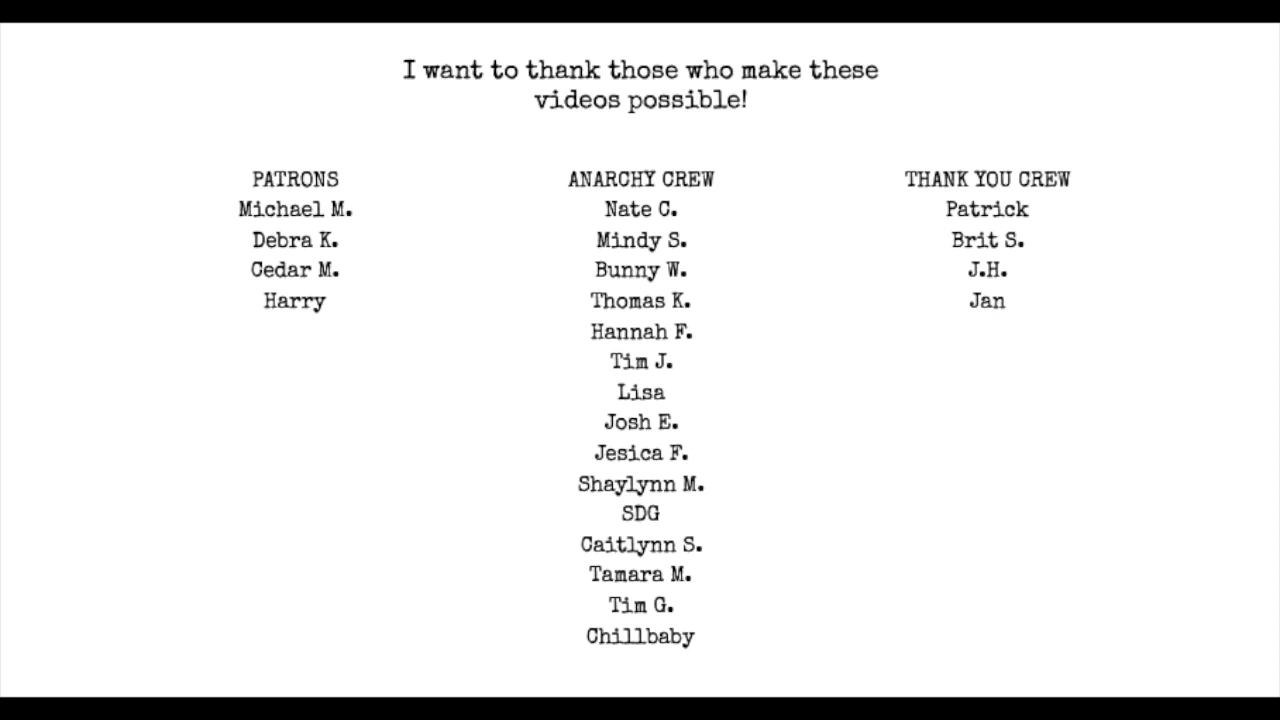 I want to thank those who make these
videos possible!
PATRONS
Michael M.
Debra K.
Cedar M.
Harry
ANARCHY CREW
Nate C.
Mindy S.
Bunny W.
Thomas K.
Hannah F.
Tim J.
Lisa
Josh E.
Jesica F.
Shaylynn M.
SDG
Caitlynn S.
Tamara M.
Tim G.
Chillbaby
THANK YOU CREW
Patrick
Brit S.
J.H.
Jan